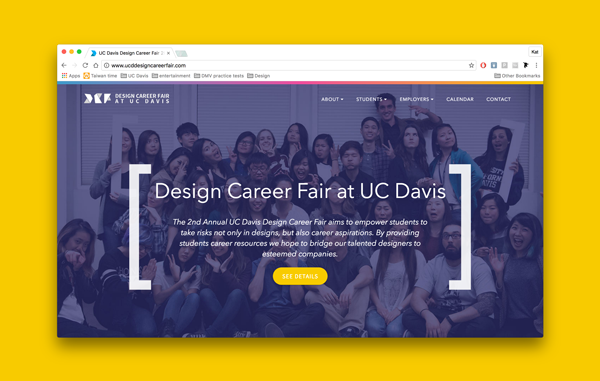 UC Davis Design Career Fair
Kat
www.ucddesigncareerfair.com
Apps Taiwan time UC Davis entertainment DMV practice tests Design Other Bookmarks
DESIGN CAREER FAIR
AT UC DAVIS
ABOUT STUDENTS EMPLOYERS CALENDAR CONTACT
Design Career Fair at UC Davis
The 2nd Annual UC Davis Design Career Fair aims to empower students to
take risks not only in designs, but also career aspirations. By providing
students career resources we hope to bridge our talented designers to
esteemed companies.
SEE DETAILS